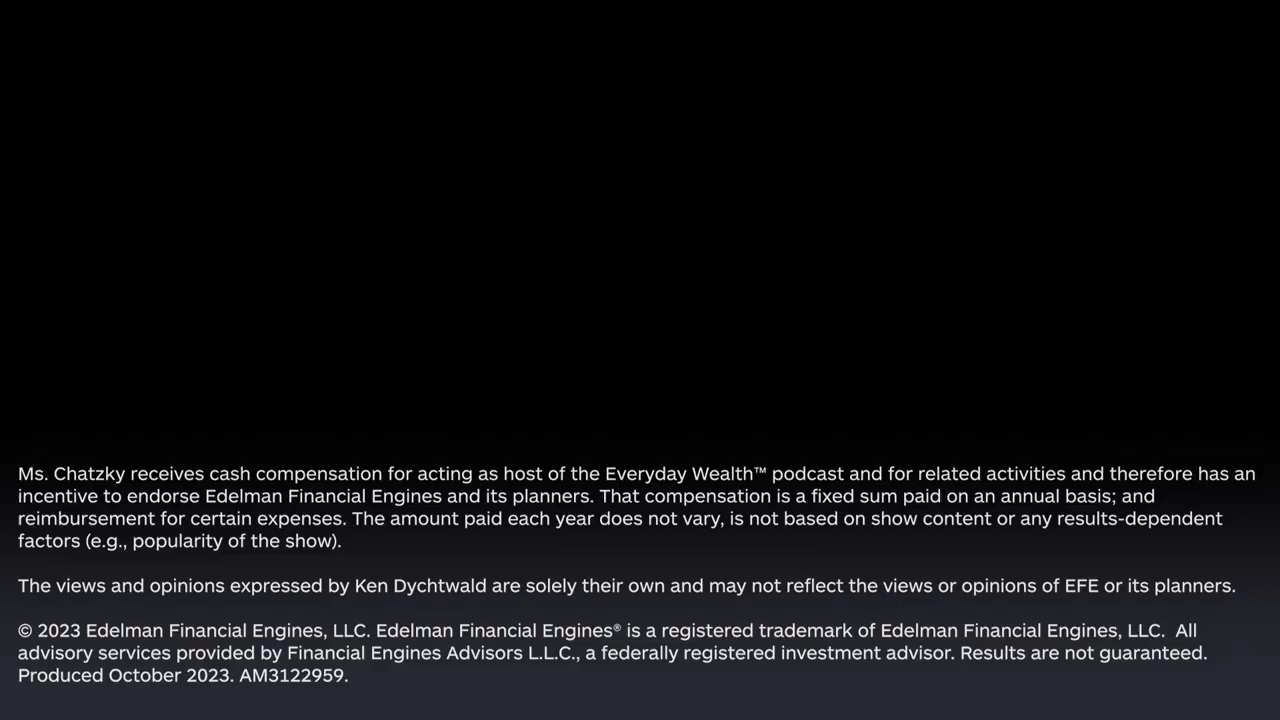 Ms. Chatzky receives cash compensation for acting as host of the Everyday Wealth™ podcast and for related activities and therefore has an
incentive to endorse Edelman Financial Engines and its planners. That compensation is a fixed sum paid on an annual basis; and
reimbursement for certain expenses. The amount paid each year does not vary, is not based on show content or any results-dependent
factors (e.g., popularity of the show).
The views and opinions expressed by Ken Dychtwald are solely their own and may not reflect the views or opinions of EFE or its planners.
© 2023 Edelman Financial Engines, LLC. Edelman Financial Engines® is a registered trademark of Edelman Financial Engines, LLC.  All
advisory services provided by Financial Engines Advisors L.L.C., a federally registered investment advisor. Results are not guaranteed.
Produced October 2023. AM3122959.